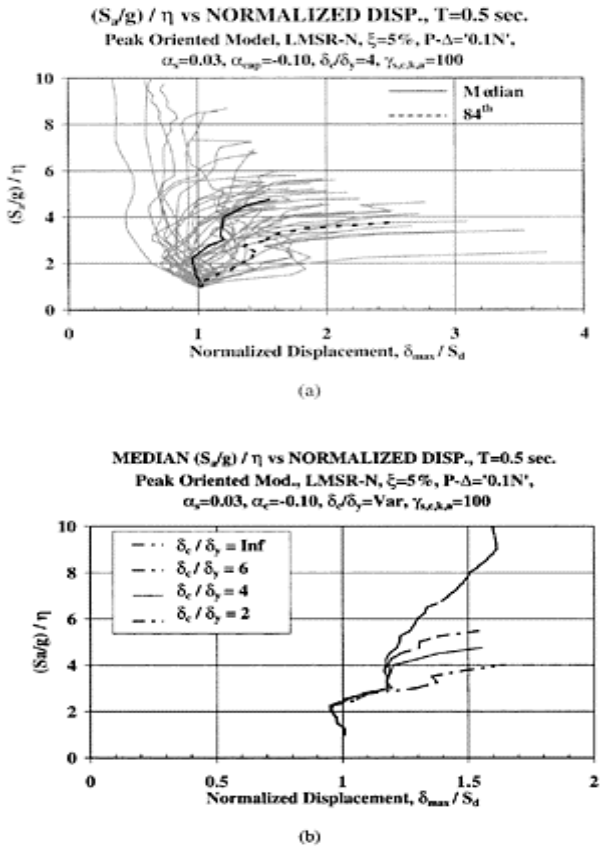 (Sa/g) / η vs NORMALIZED DISP., T=0.5 sec.
Peak Oriented Model, LMSR-N, ξ=5%, P-Δ='0.1N',
αs=0.03, αcap=-0.10, δc/δy=4, γs,c,k,a=100
10
8
6
4
2
0
(Sa/g) / η
Median
84th
0
1
2
3
4
Normalized Displacement, δmax / Sd
(a)
MEDIAN (Sa/g) / η vs NORMALIZED DISP., T=0.5 sec.
Peak Oriented Mod., LMSR-N, ξ=5%, P-Δ='0.1N',
αs=0.03, αc=-0.10, δc/δy=Var, γs,c,k,a=100
10
8
6
4
2
0
(Sa/g) / η
δc / δy = Inf
δc / δy = 6
δc / δy = 4
δc / δy = 2
0
0.5
1
1.5
2
Normalized Displacement, δmax / Sd
(b)